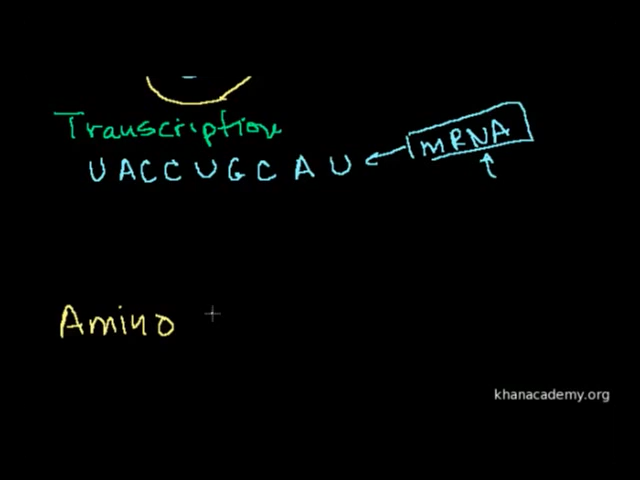 Transcription
mRNA
UACCUGCAU
Amino
khanacademy.org